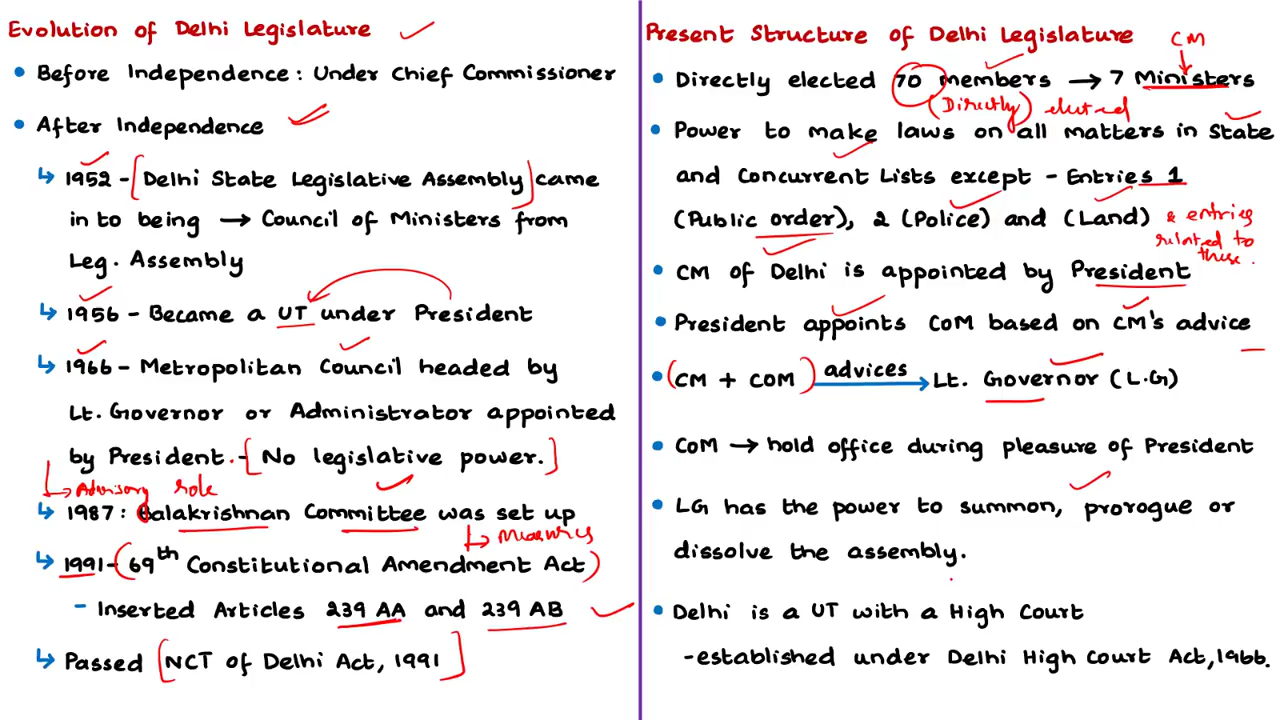 Evolution of Delhi Legislature
• Before Independence: Under Chief Commissioner
• After Independence
↳ 1952 - [Delhi State Legislative Assembly] came
in to being → Council of Ministers from
Leg. Assembly
↳ 1956 - Became a UT under President
↳ 1966 - Metropolitan Council headed by
Lt. Governor or Administrator appointed
by President. - [No legislative power.]
↳ Advisory role
↳ 1987: Balakrishnan Committee was set up
↳ Measures
↳ 1991 - (69th Constitutional Amendment Act)
- Inserted Articles 239 AA and 239 AB
↳ Passed [NCT of Delhi Act, 1991]
Present Structure of Delhi Legislature
CM
• Directly elected 70 members → 7 Ministers
(Directly) elected
• Power to make laws on all matters in State
and Concurrent Lists except - Entries 1
(Public order), 2 (Police) and (Land)
& entries
related to
these.
• CM of Delhi is appointed by President
• President appoints CoM based on CM's advice
• (CM + COM) advices → Lt. Governor (L.G)
• CoM → hold office during pleasure of President
• LG has the power to summon, prorogue or
dissolve the assembly.
• Delhi is a UT with a High Court
- established under Delhi High Court Act, 1966.